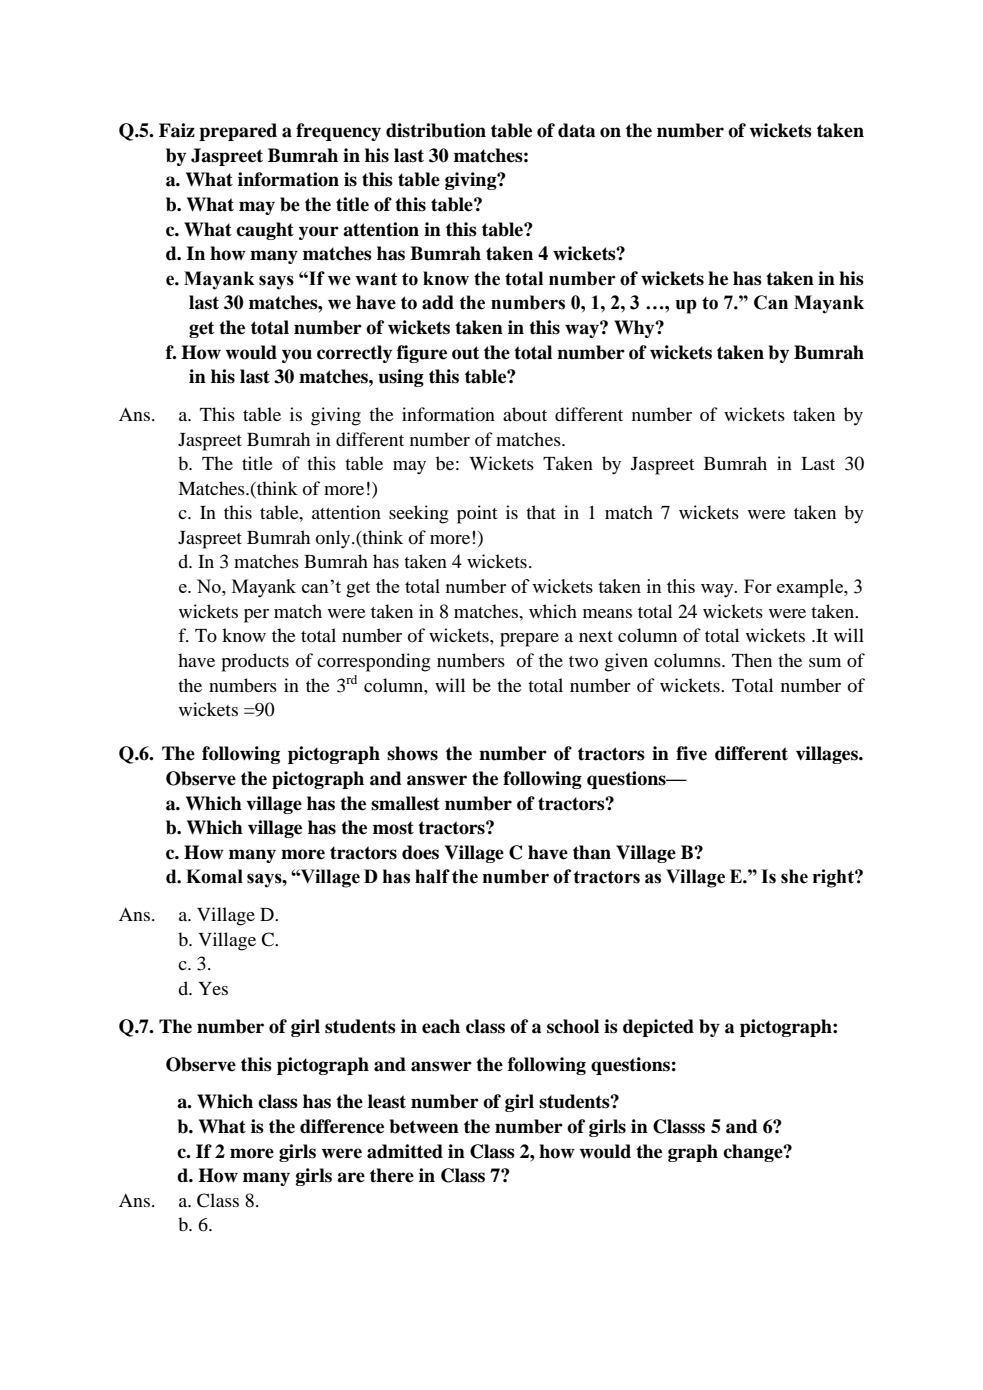 Q.5. Faiz prepared a frequency distribution table of data on the number of wickets taken
by Jaspreet Bumrah in his last 30 matches:
a. What information is this table giving?
b. What may be the title of this table?
c. What caught your attention in this table?
d. In how many matches has Bumrah taken 4 wickets?
e. Mayank says “If we want to know the total number of wickets he has taken in his
last 30 matches, we have to add the numbers 0, 1, 2, 3 …, up to 7.” Can Mayank
get the total number of wickets taken in this way? Why?
f. How would you correctly figure out the total number of wickets taken by Bumrah
in his last 30 matches, using this table?
Ans. a. This table is giving the information about different number of wickets taken by
Jaspreet Bumrah in different number of matches.
b. The title of this table may be: Wickets Taken by Jaspreet Bumrah in Last 30
Matches.(think of more!)
c. In this table, attention seeking point is that in 1 match 7 wickets were taken by
Jaspreet Bumrah only.(think of more!)
d. In 3 matches Bumrah has taken 4 wickets.
e. No, Mayank can’t get the total number of wickets taken in this way. For example, 3
wickets per match were taken in 8 matches, which means total 24 wickets were taken.
f. To know the total number of wickets, prepare a next column of total wickets .It will
have products of corresponding numbers of the two given columns. Then the sum of
the numbers in the 3rd column, will be the total number of wickets. Total number of
wickets =90
Q.6. The following pictograph shows the number of tractors in five different villages.
Observe the pictograph and answer the following questions—
a. Which village has the smallest number of tractors?
b. Which village has the most tractors?
c. How many more tractors does Village C have than Village B?
d. Komal says, “Village D has half the number of tractors as Village E.” Is she right?
Ans. a. Village D.
b. Village C.
c. 3.
d. Yes
Q.7. The number of girl students in each class of a school is depicted by a pictograph:
Observe this pictograph and answer the following questions:
a. Which class has the least number of girl students?
b. What is the difference between the number of girls in Classs 5 and 6?
c. If 2 more girls were admitted in Class 2, how would the graph change?
d. How many girls are there in Class 7?
Ans. a. Class 8.
b. 6.